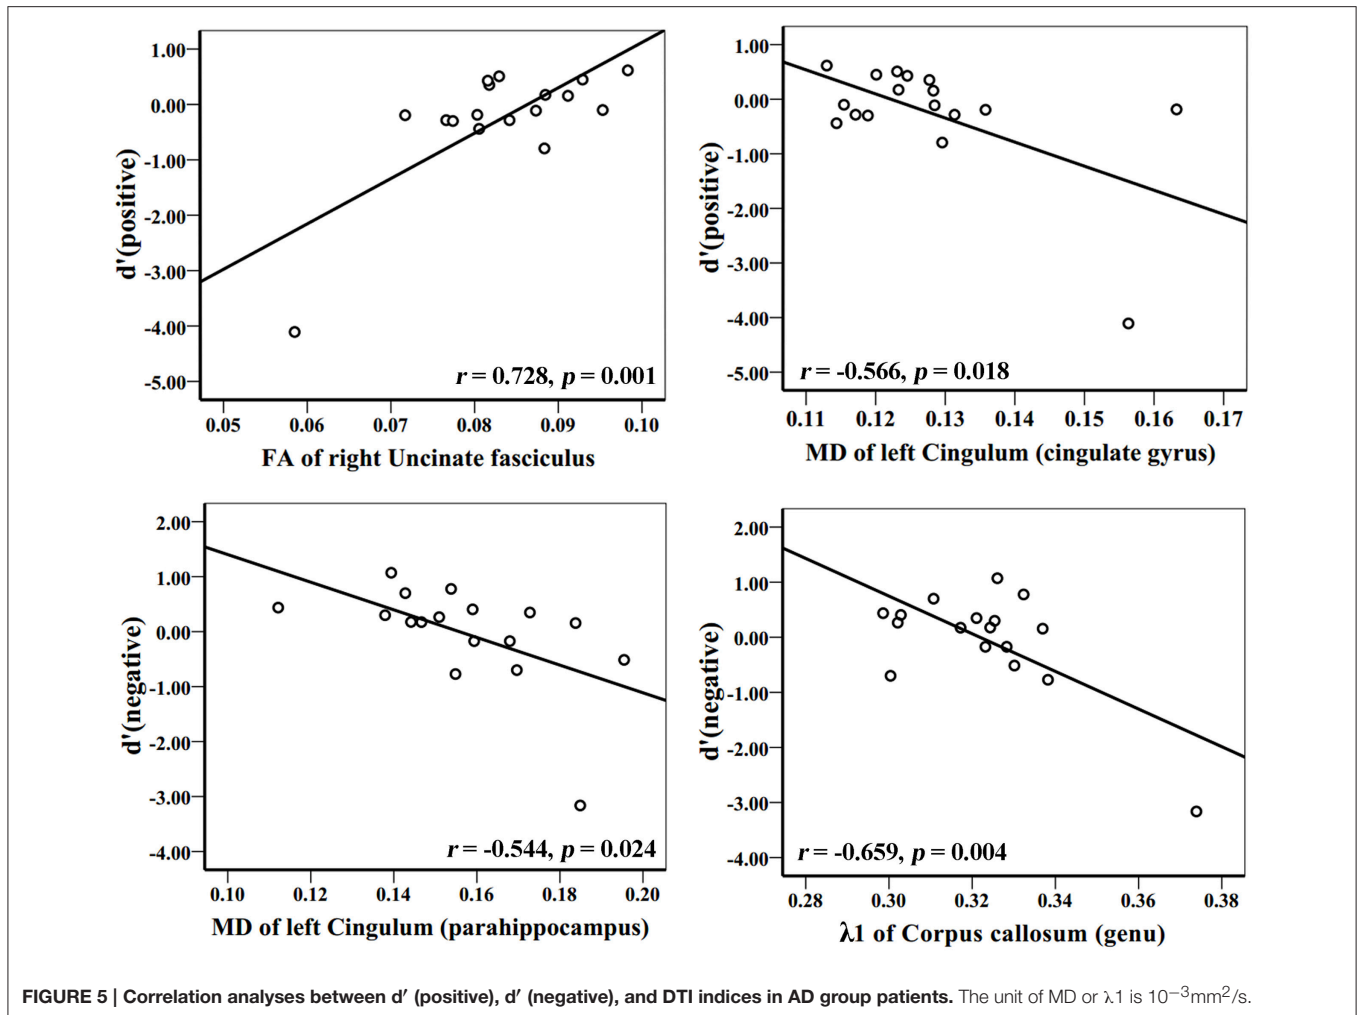 1.00
0.00
-1.00
-2.00
-3.00
-4.00
-5.00
d'(positive)
r = 0.728, p = 0.001
0.05 0.06 0.07 0.08 0.09 0.10
FA of right Uncinate fasciculus
1.00
0.00
-1.00
-2.00
-3.00
-4.00
-5.00
d'(positive)
r = -0.566, p = 0.018
0.11 0.12 0.13 0.14 0.15 0.16 0.17
MD of left Cingulum (cingulate gyrus)
2.00
1.00
0.00
-1.00
-2.00
-3.00
-4.00
d'(negative)
r = -0.544, p = 0.024
0.10 0.12 0.14 0.16 0.18 0.20
MD of left Cingulum (parahippocampus)
2.00
1.00
0.00
-1.00
-2.00
-3.00
-4.00
d'(negative)
r = -0.659, p = 0.004
0.28 0.30 0.32 0.34 0.36 0.38
λ1 of Corpus callosum (genu)
FIGURE 5 | Correlation analyses between d′ (positive), d′ (negative), and DTI indices in AD group patients. The unit of MD or λ1 is 10−3mm2/s.